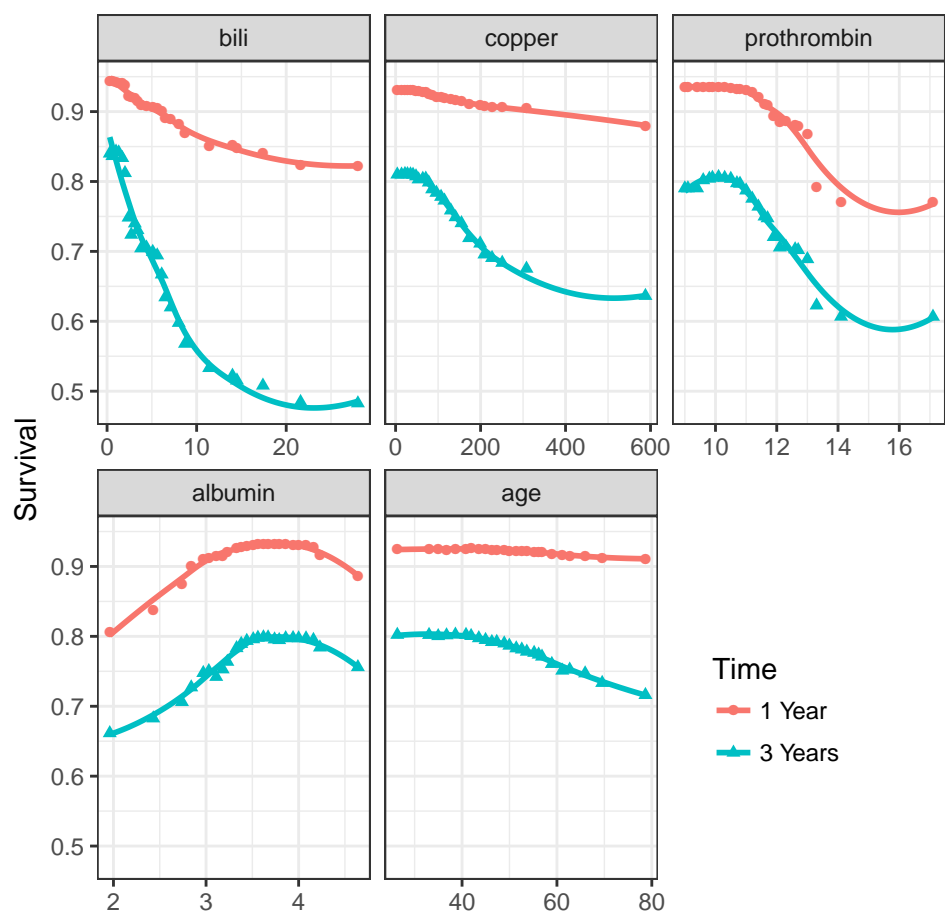 bili
copper
prothrombin
0.9
0.8
0.7
0.6
0.5
0 10 20
0 200 400 600
10 12 14 16
Survival
albumin
age
0.9
0.8
0.7
0.6
0.5
2 3 4
40 60 80
Time
1 Year
3 Years